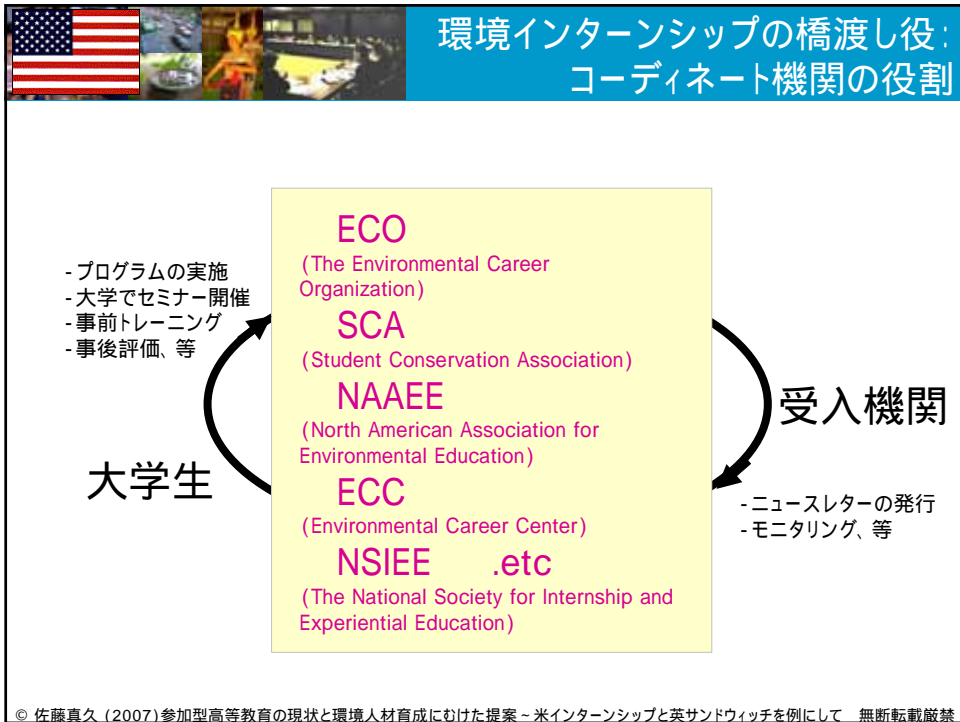 環境インターンシップの橋渡し役:
コーディネート機関の役割
-プログラムの実施
-大学でセミナー開催
-事前トレーニング
-事後評価、等
大学生
ECO
(The Environmental Career
Organization)
SCA
(Student Conservation Association)
NAAEE
(North American Association for
Environmental Education)
ECC
(Environmental Career Center)
NSIEE .etc
(The National Society for Internship and
Experiential Education)
受入機関
-ニュースレターの発行
-モニタリング、等
© 佐藤真久 (2007)参加型高等教育の現状と環境人材育成にむけた提案~米インターンシップと英サンドウィッチを例にして 無断転載厳禁